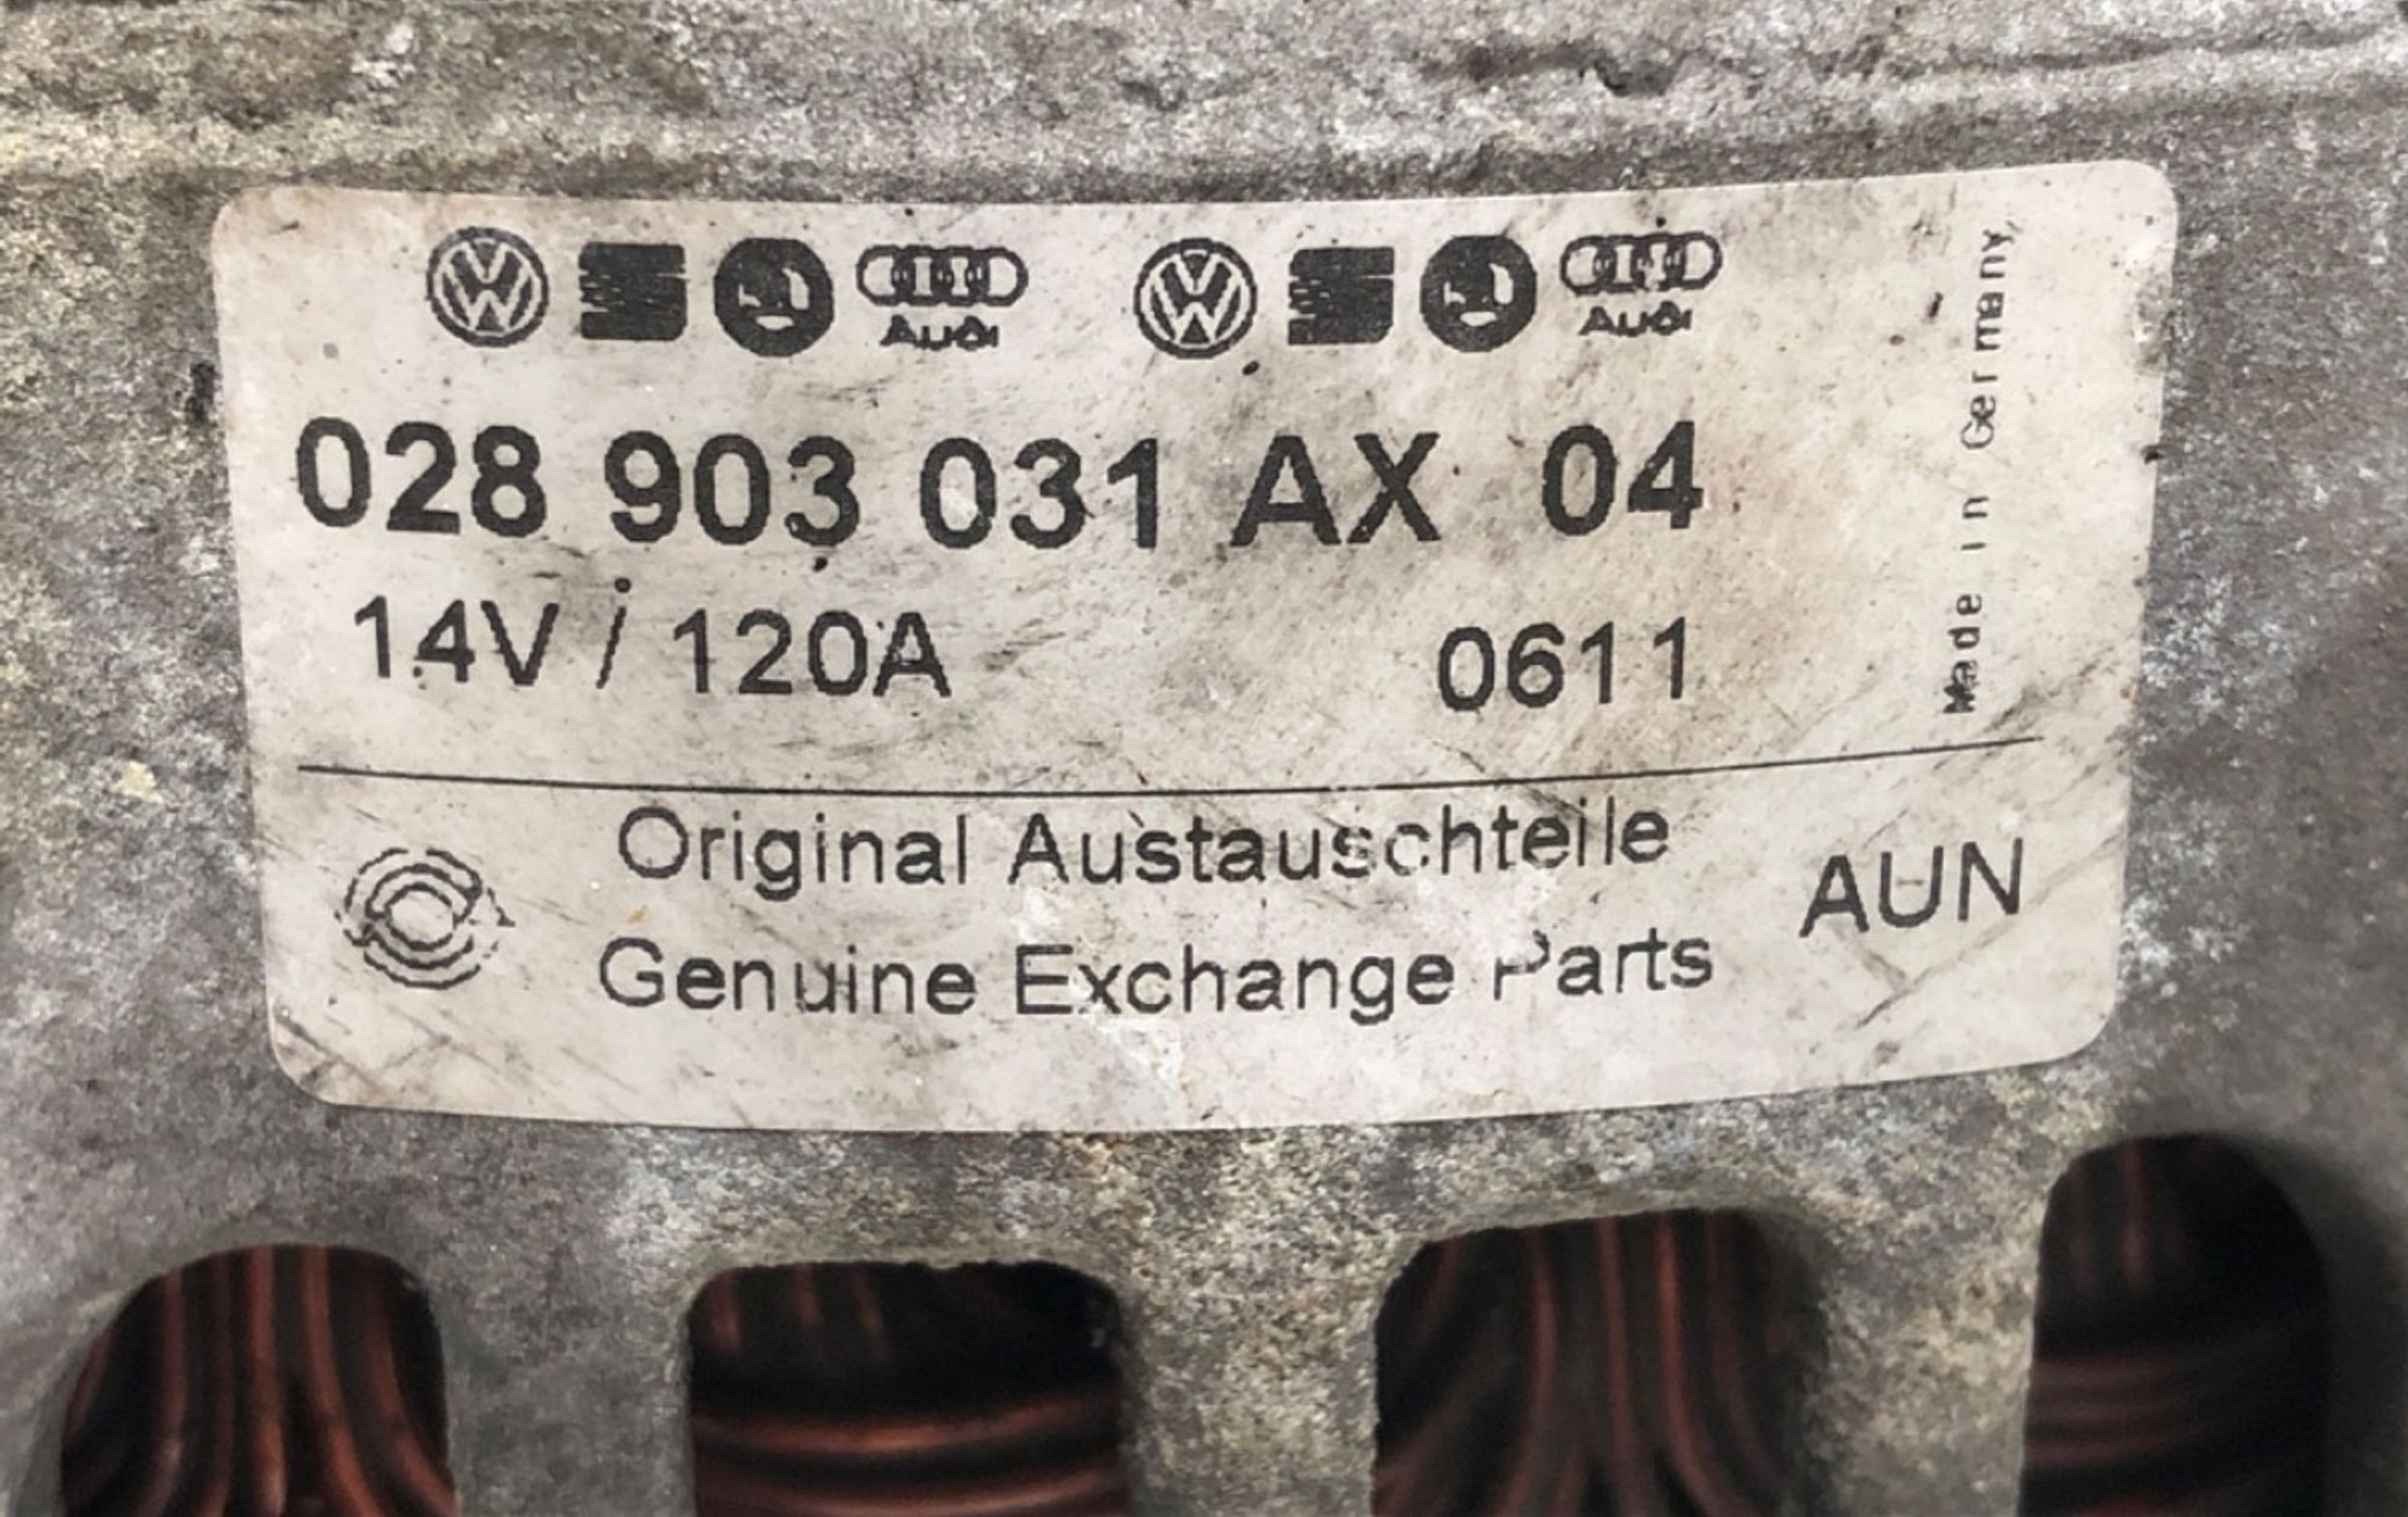 Audi Audi
028 903 031 AX 04
14V / 120A 0611
Made in Germany
Original Austauschteile
Genuine Exchange Parts
AUN